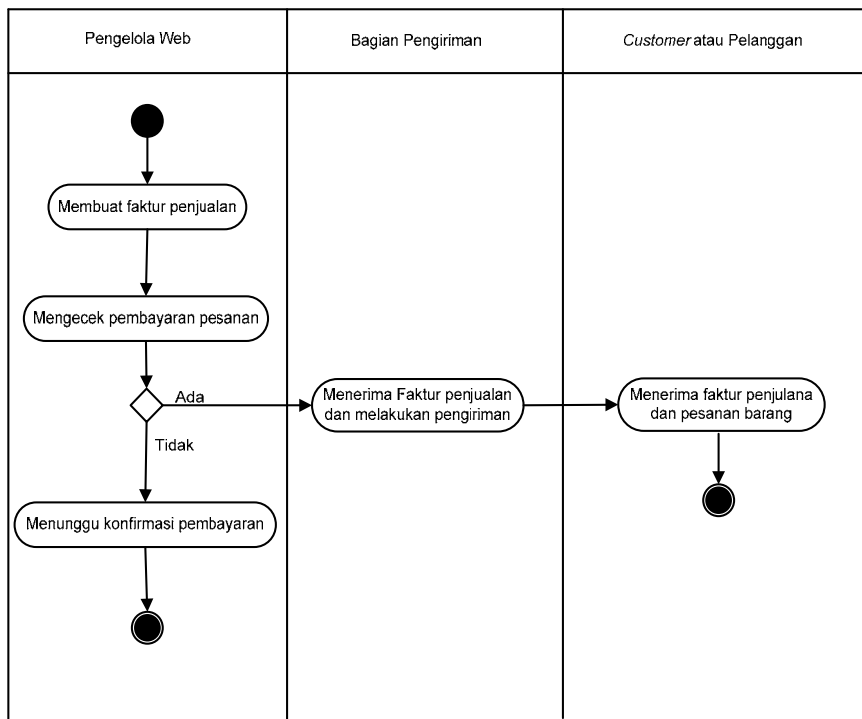 Pengelola Web
Bagian Pengiriman
Customer atau Pelanggan
Membuat faktur penjualan
Mengecek pembayaran pesanan
Ada
Menerima Faktur penjualan
dan melakukan pengiriman
Menerima faktur penjulana
dan pesanan barang
Tidak
Menunggu konfirmasi pembayaran